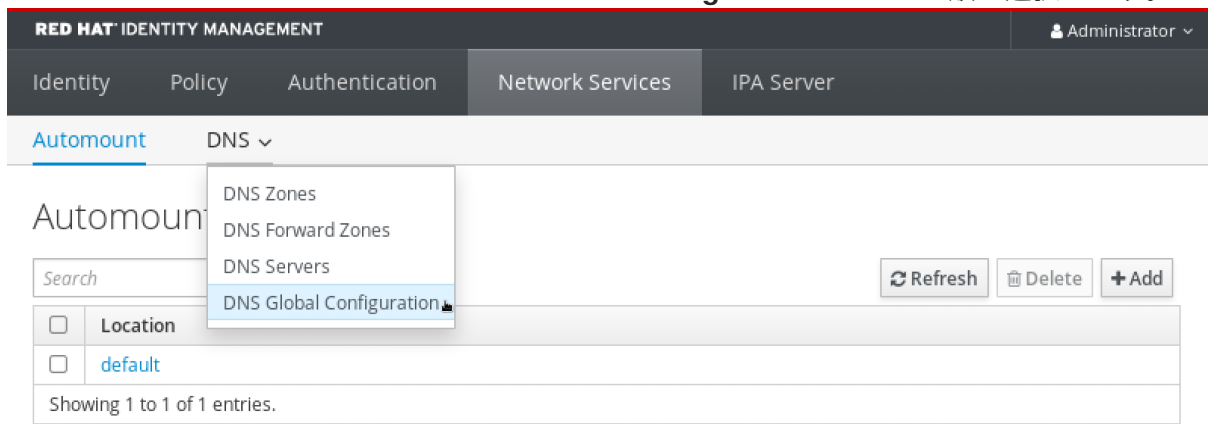 RED HAT IDENTITY MANAGEMENT Administrator
Identity Policy Authentication Network Services IPA Server
Automount DNS
DNS Zones
DNS Forward Zones
DNS Servers
DNS Global Configuration
Automoun
Search Refresh Delete + Add
Location
default
Showing 1 to 1 of 1 entries.